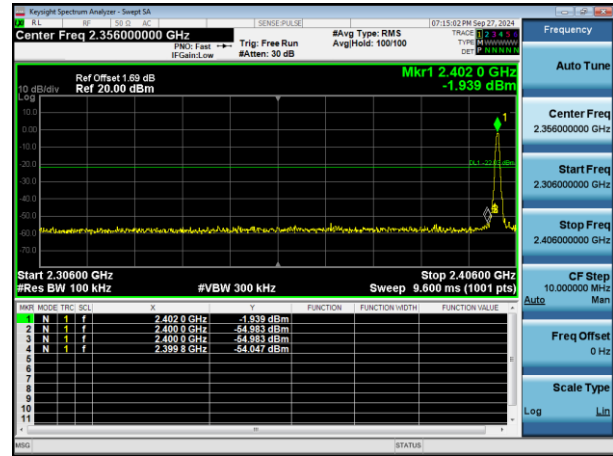 Keysight Spectrum Analyzer - Swept SA
RL RF 50 Ω AC SENSE:PULSE 07:15:02 PM Sep 27, 2024
Center Freq 2.356000000 GHz #Avg Type: RMS TRACE 1 2 3 4 5 6
PNO: Fast Trig: Free Run Avg|Hold: 100/100 TYPE M WWWWW
IFGain:Low #Atten: 30 dB DET P N N N N N
Ref Offset 1.69 dB Mkr1 2.402 0 GHz
10 dB/div Ref 20.00 dBm -1.939 dBm
Log
10.0
0.00
-10.0
-20.0
-30.0
-40.0
-50.0
-60.0
-70.0
1
Start 2.30600 GHz Stop 2.40600 GHz
#Res BW 100 kHz #VBW 300 kHz Sweep 9.600 ms (1001 pts)
MKR MODE TRC SCL X Y FUNCTION FUNCTION WIDTH FUNCTION VALUE
1 N 1 f 2.402 0 GHz -1.939 dBm
2 N 1 f 2.400 0 GHz -54.983 dBm
3 N 1 f 2.400 0 GHz -54.983 dBm
4 N 1 f 2.399 8 GHz -54.047 dBm
5
6
7
8
9
10
11
MSG STATUS
Frequency
Auto Tune
Center Freq
2.356000000 GHz
Start Freq
2.306000000 GHz
Stop Freq
2.406000000 GHz
CF Step
10.000000 MHz
Auto Man
Freq Offset
0 Hz
Scale Type
Log Lin